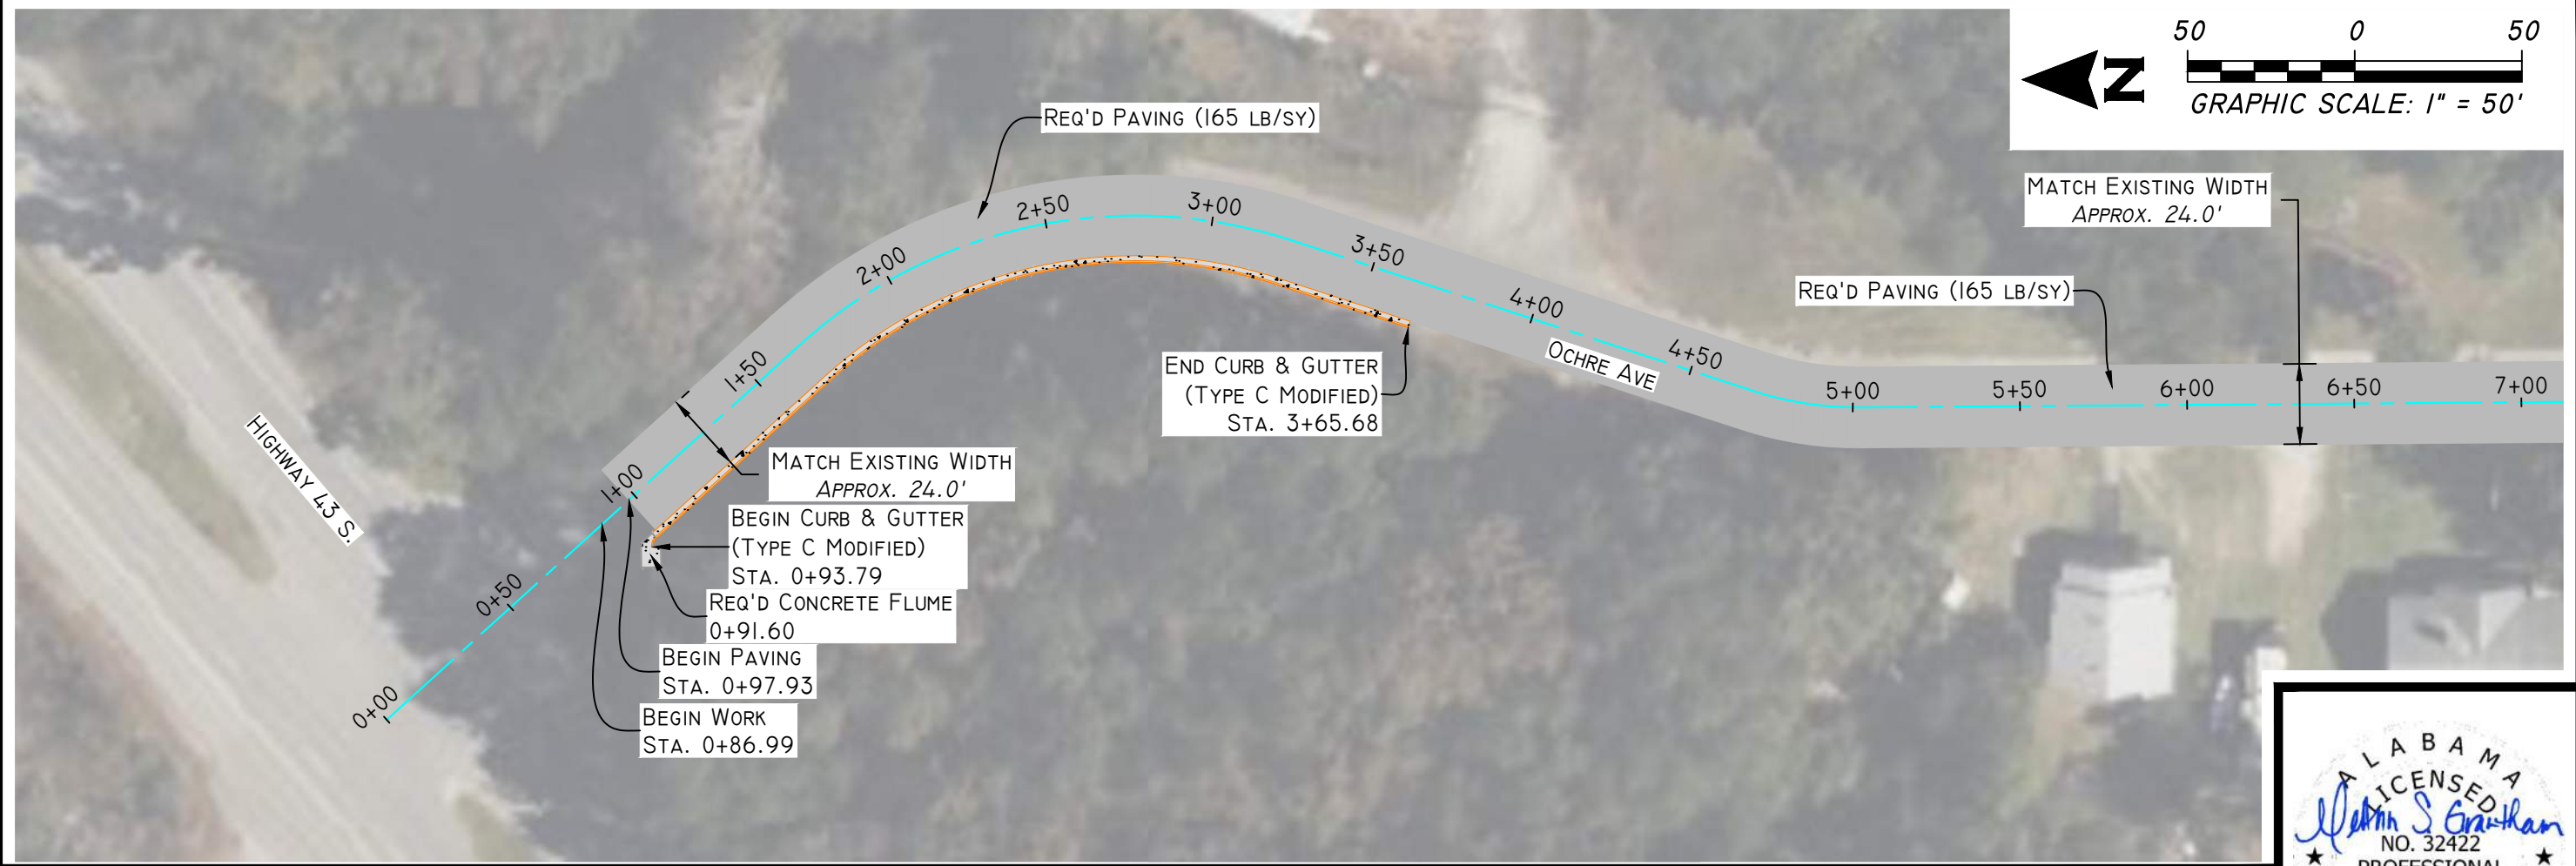 50 0 50
N
GRAPHIC SCALE: 1" = 50'
REQ'D PAVING (165 LB/SY)
MATCH EXISTING WIDTH
APPROX. 24.0'
REQ'D PAVING (165 LB/SY)
0+00
0+50
1+00
1+50
2+00
2+50
3+00
3+50
4+00
4+50
5+00
5+50
6+00
6+50
7+00
OCHRE AVE
HIGHWAY 43 S.
END CURB & GUTTER
(TYPE C MODIFIED)
STA. 3+65.68
MATCH EXISTING WIDTH
APPROX. 24.0'
BEGIN CURB & GUTTER
(TYPE C MODIFIED)
STA. 0+93.79
REQ'D CONCRETE FLUME
0+91.60
BEGIN PAVING
STA. 0+97.93
BEGIN WORK
STA. 0+86.99
ALABAMA
LICENSED
NO. 32422
PROFESSIONAL